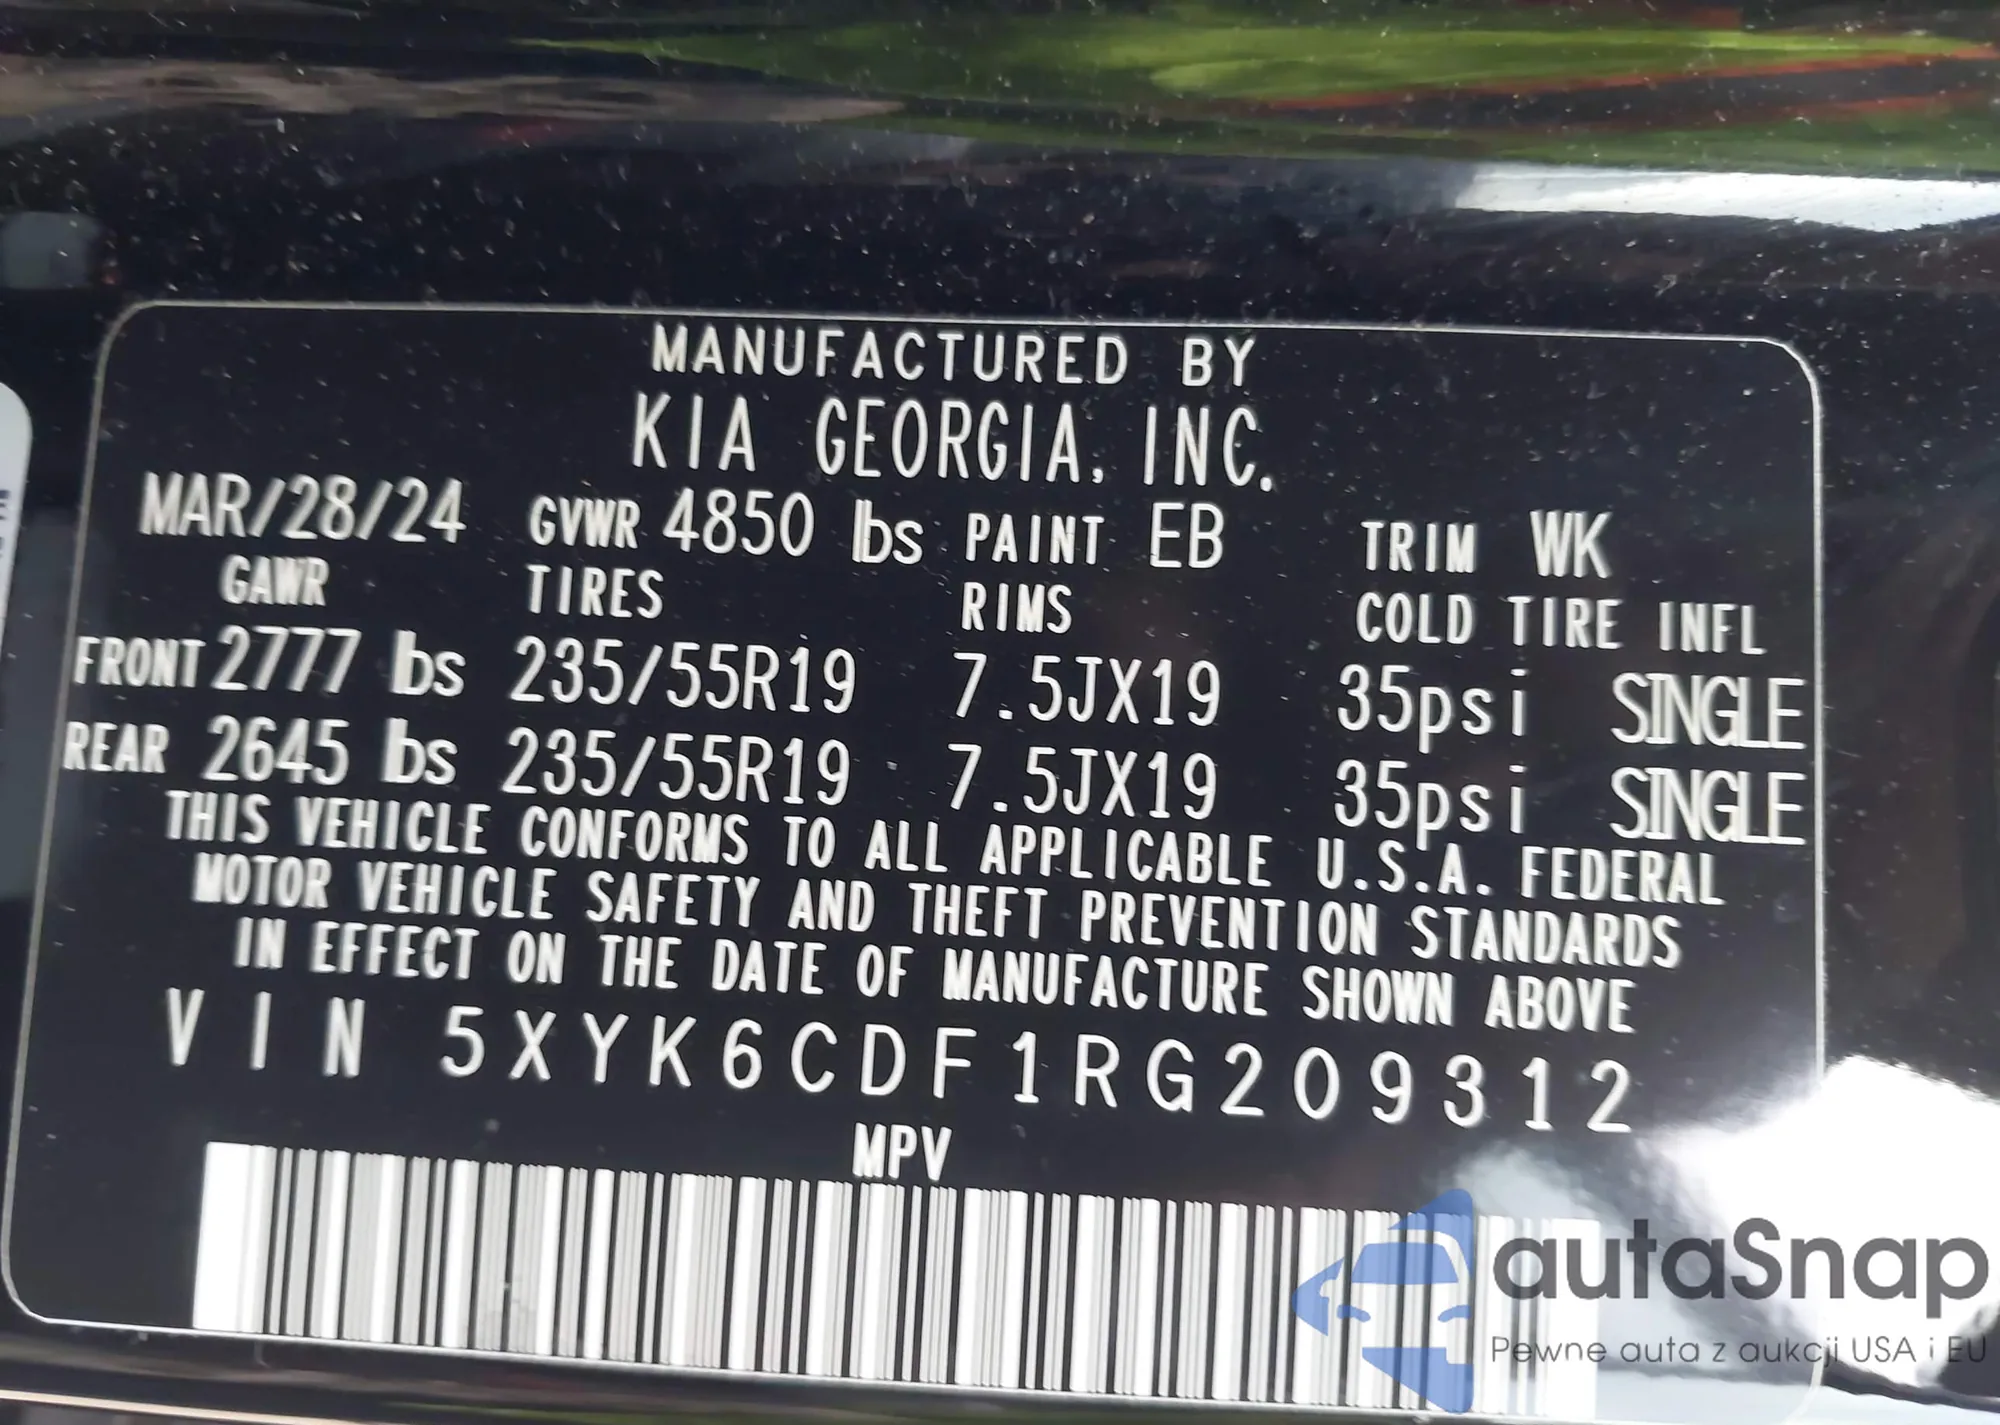 MANUFACTURED BY
KIA GEORGIA, INC.
MAR/28/24 GVWR 4850 lbs PAINT EB TRIM WK
GAWR TIRES RIMS COLD TIRE INFL
FRONT 2777 lbs 235/55R19 7.5JX19 35psi SINGLE
REAR 2645 lbs 235/55R19 7.5JX19 35psi SINGLE
THIS VEHICLE CONFORMS TO ALL APPLICABLE U.S.A. FEDERAL
MOTOR VEHICLE SAFETY AND THEFT PREVENTION STANDARDS
IN EFFECT ON THE DATE OF MANUFACTURE SHOWN ABOVE
VIN 5XYK6CDF1RG209312
MPV
autaSnap
Pewne auta z aukcji USA i EU